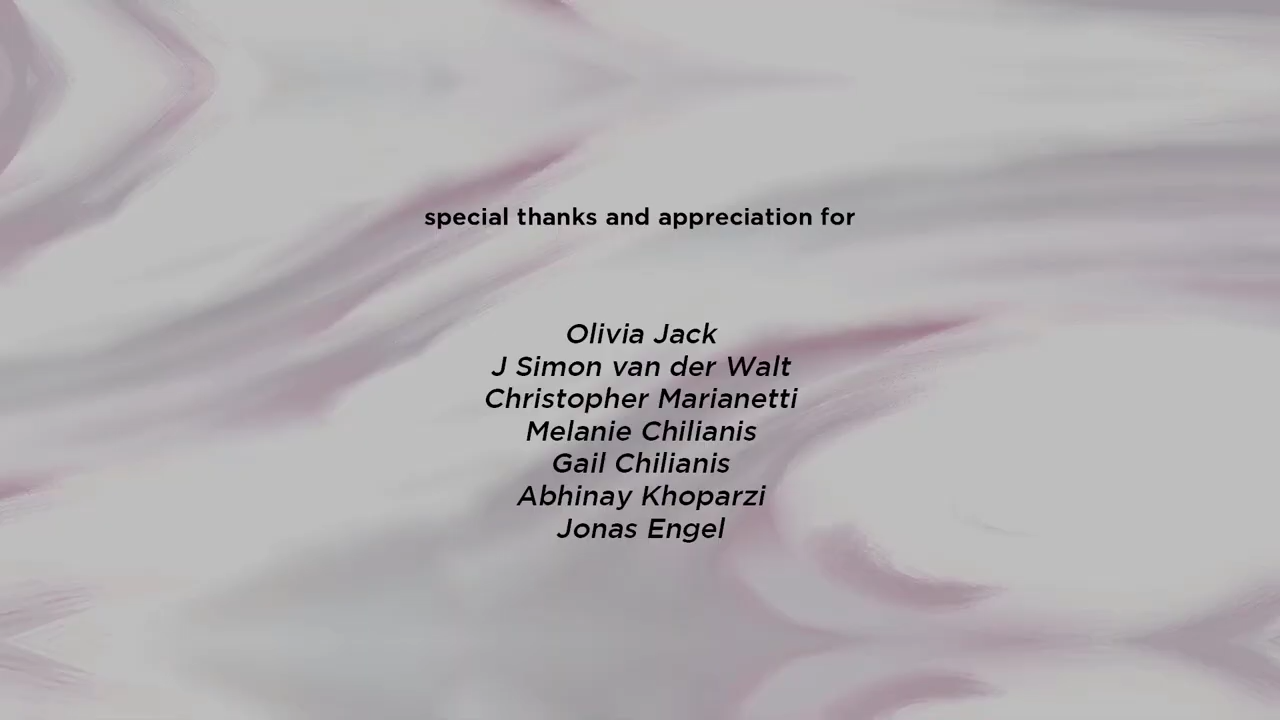 special thanks and appreciation for
Olivia Jack
J Simon van der Walt
Christopher Marianetti
Melanie Chilianis
Gail Chilianis
Abhinay Khoparzi
Jonas Engel